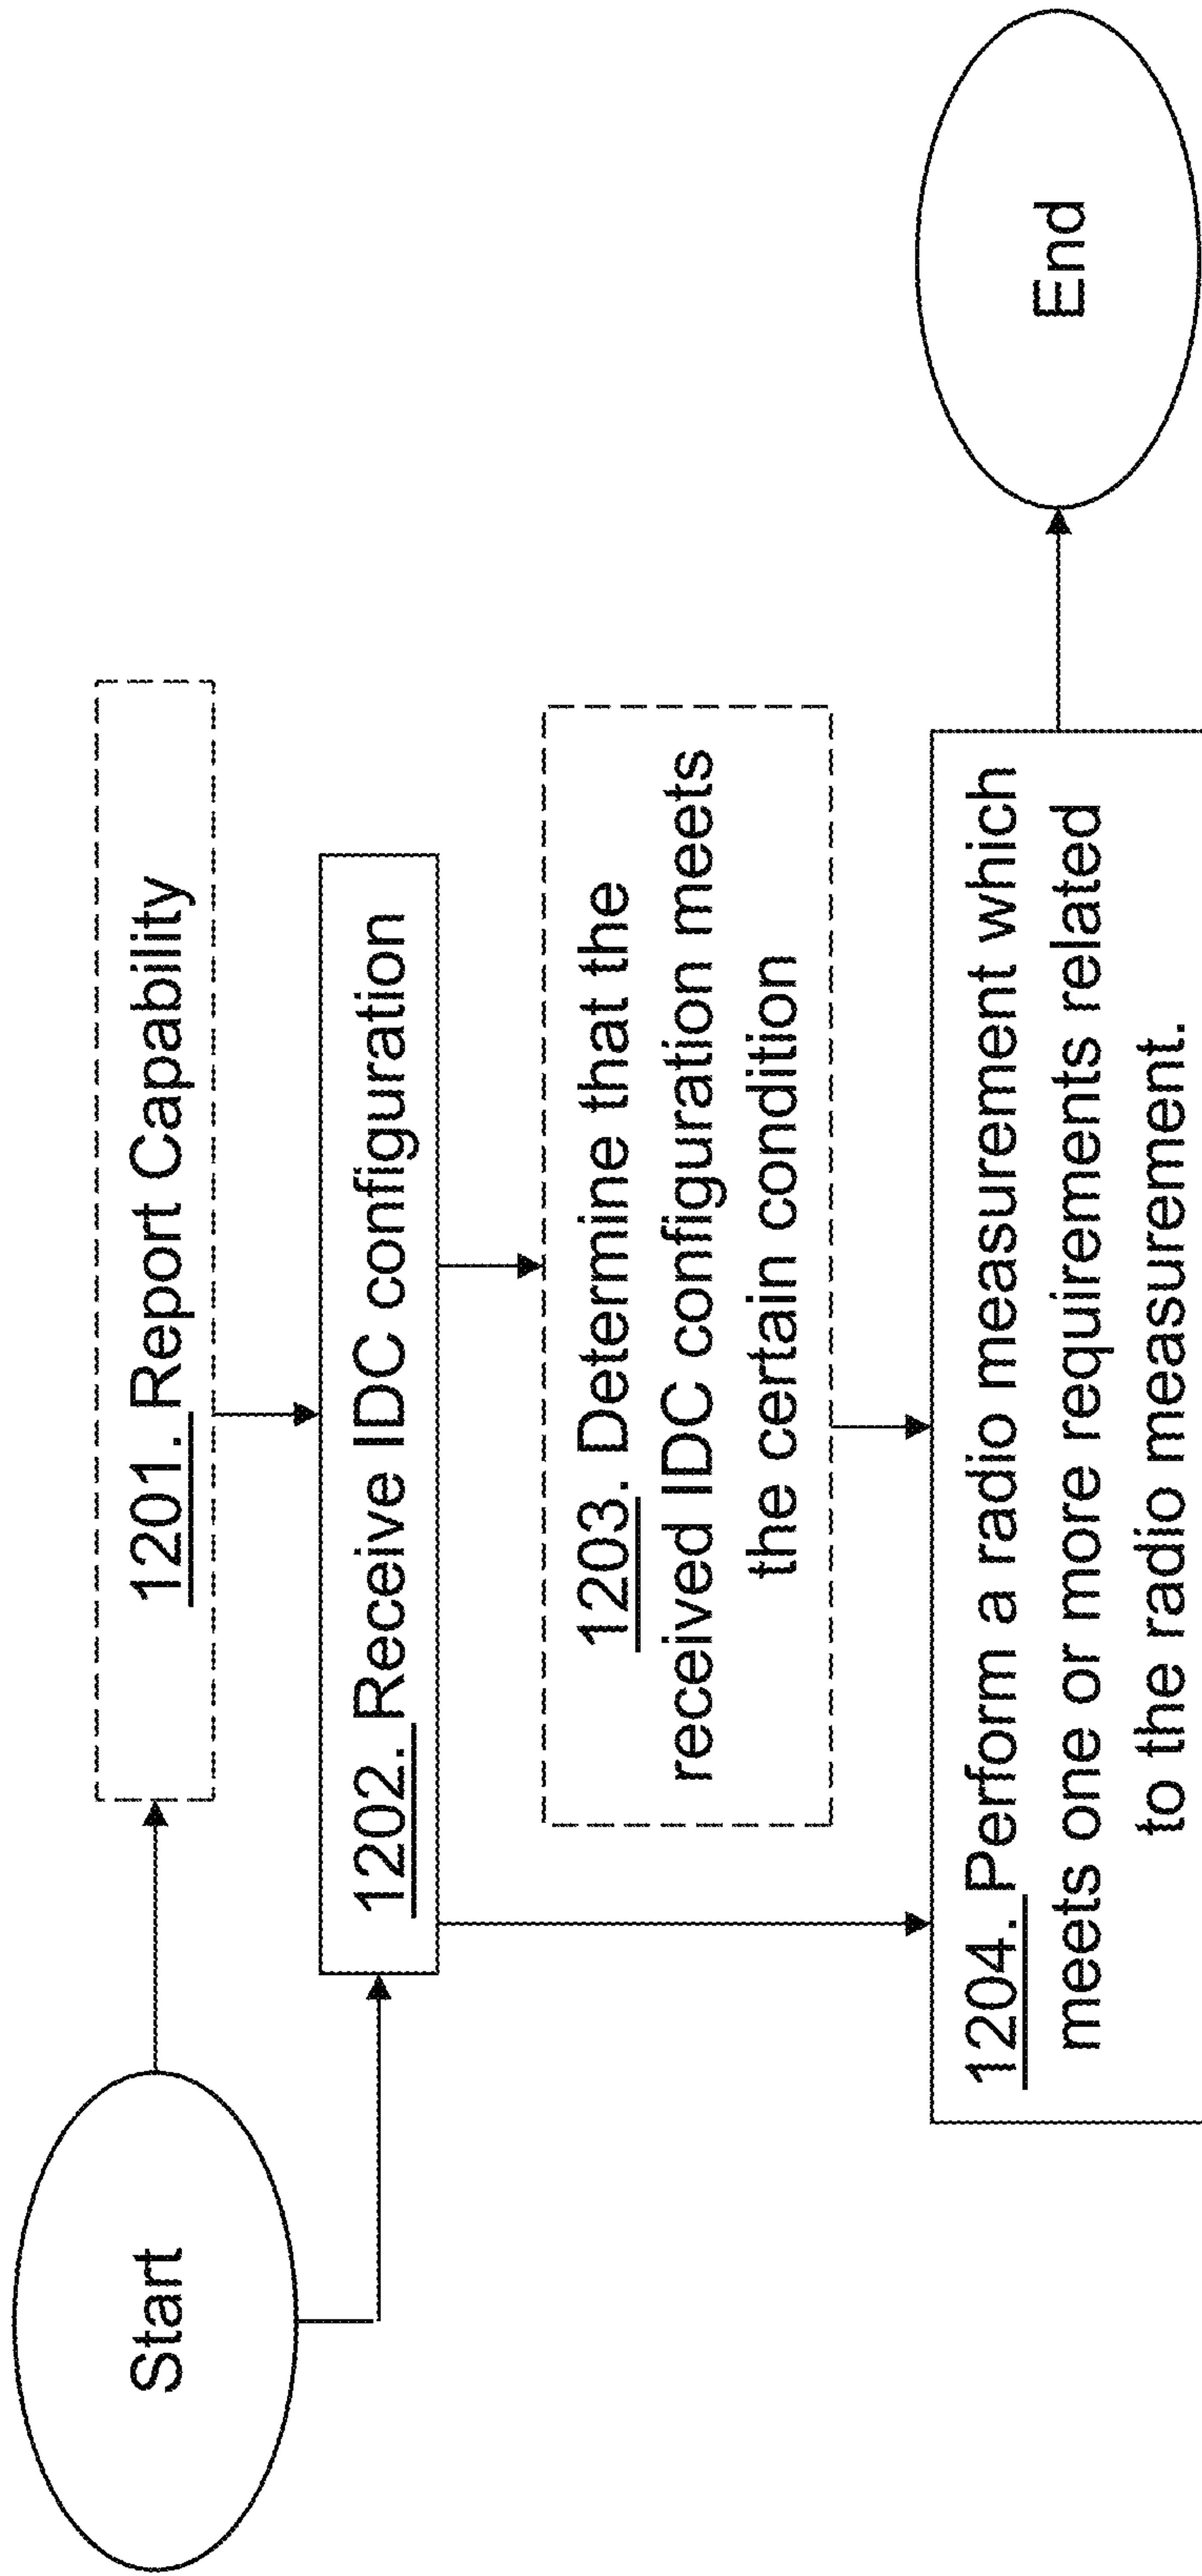 Start
1201. Report Capability
1202. Receive IDC configuration
1203. Determine that the
received IDC configuration meets
the certain condition
1204. Perform a radio measurement which
meets one or more requirements related
to the radio measurement.
End